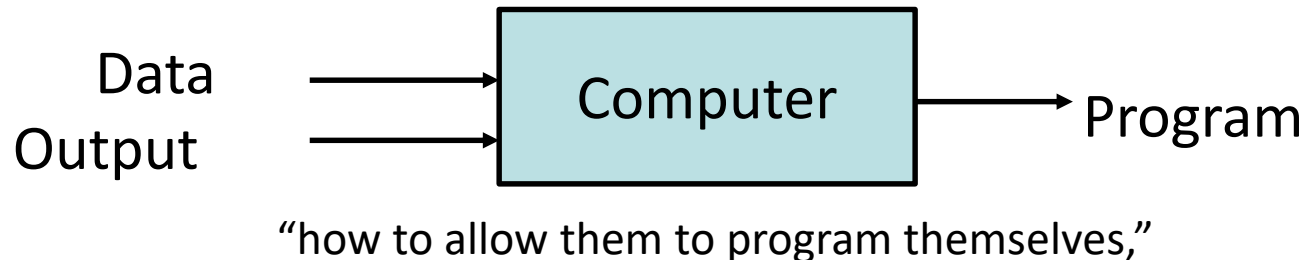 Data
Output
Computer
Program
“how to allow them to program themselves,”